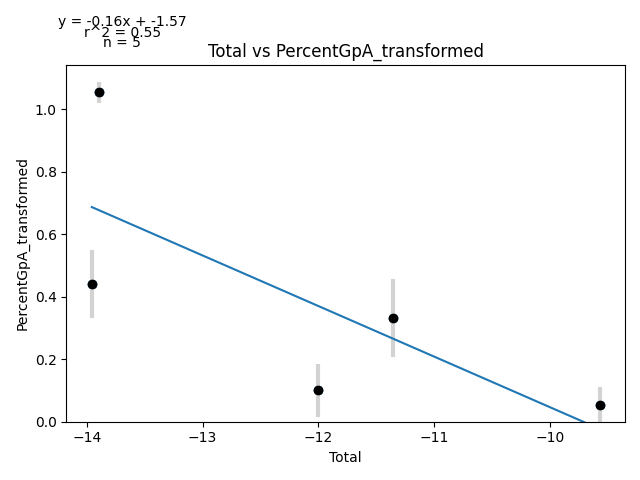 y = -0.16x + -1.57
r^2 = 0.55
n = 5
Total vs PercentGpA_transformed
PercentGpA_transformed
1.0
0.8
0.6
0.4
0.2
0.0
−14
−13
−12
−11
−10
Total